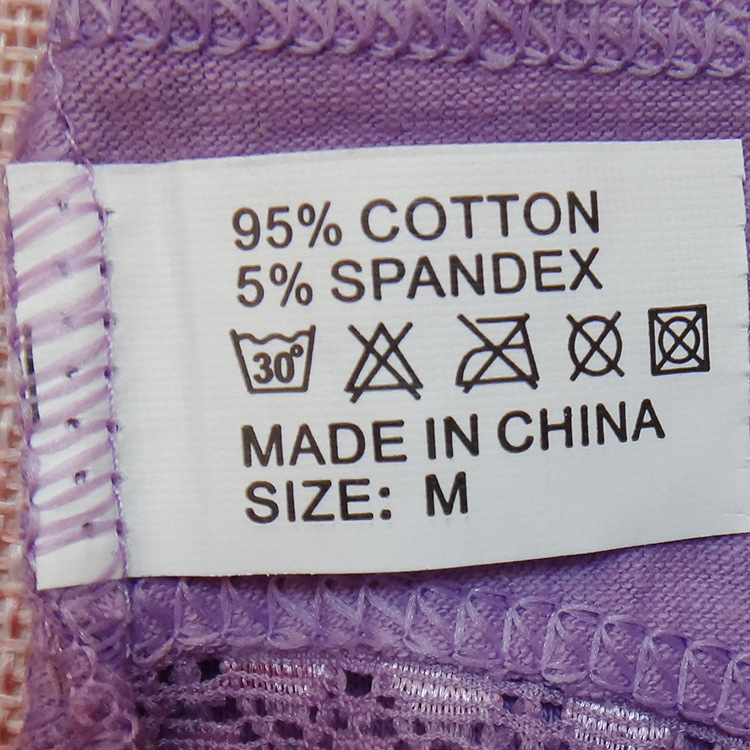 95% COTTON
5% SPANDEX
30°
MADE IN CHINA
SIZE: M